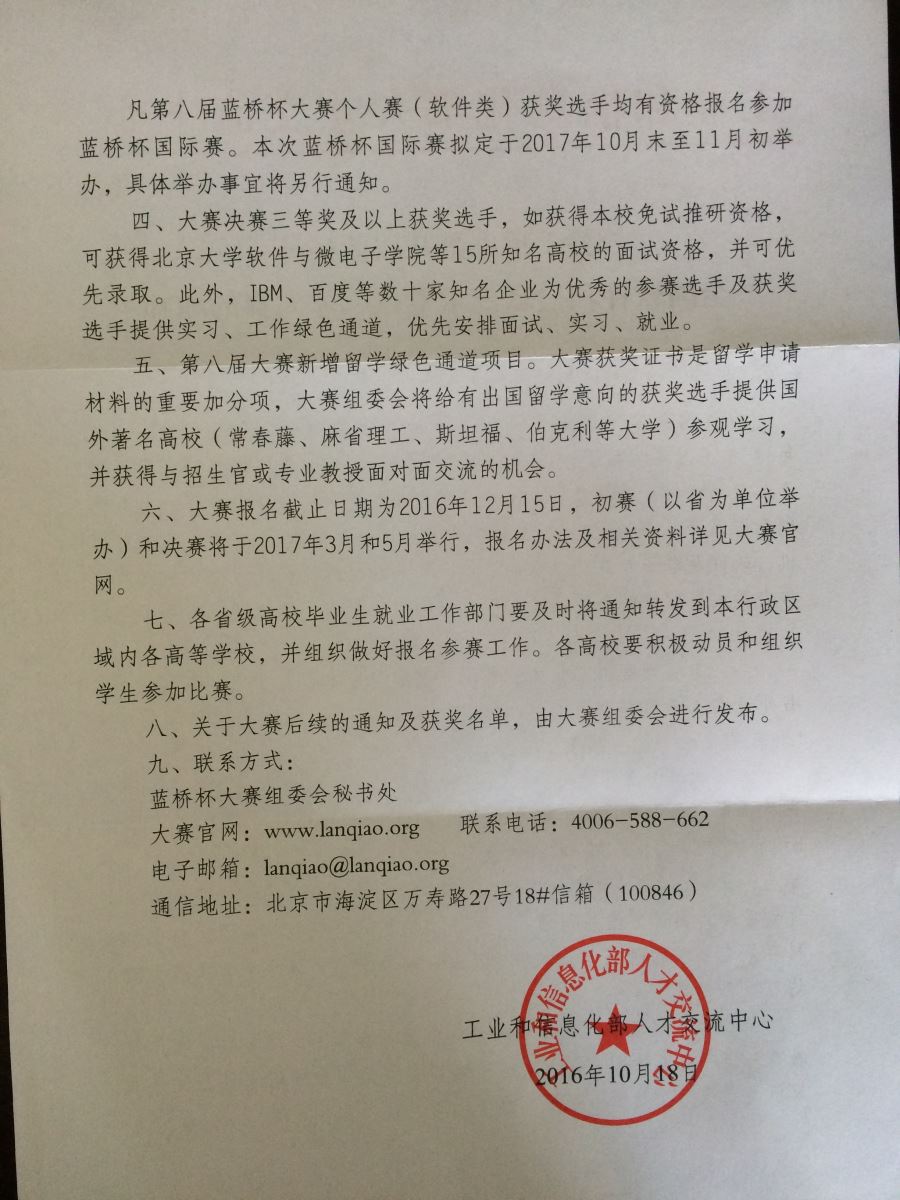 凡第八届蓝桥杯大赛个人赛（软件类）获奖选手均有资格报名参加
蓝桥杯国际赛。本次蓝桥杯国际赛拟定于2017年10月末至11月初举
办，具体举办事宜将另行通知。
四、大赛决赛三等奖及以上获奖选手，如获得本校免试推研资格，
可获得北京大学软件与微电子学院等15所知名高校的面试资格，并可优
先录取。此外，IBM、百度等数十家知名企业为优秀的参赛选手及获奖
选手提供实习、工作绿色通道，优先安排面试、实习、就业。
五、第八届大赛新增留学绿色通道项目。大赛获奖证书是留学申请
材料的重要加分项，大赛组委会将给有出国留学意向的获奖选手提供国
外著名高校（常春藤、麻省理工、斯坦福、伯克利等大学）参观学习，
并获得与招生官或专业教授面对面交流的机会。
六、大赛报名截止日期为2016年12月15日，初赛（以省为单位举
办）和决赛将于2017年3月和5月举行，报名办法及相关资料详见大赛官
网。
七、各省级高校毕业生就业工作部门要及时将通知转发到本行政区
域内各高等学校，并组织做好报名参赛工作。各高校要积极动员和组织
学生参加比赛。
八、关于大赛后续的通知及获奖名单，由大赛组委会进行发布。
九、联系方式：
蓝桥杯大赛组委会秘书处
大赛官网：www.lanqiao.org 联系电话：4006-588-662
电子邮箱：lanqiao@lanqiao.org
通信地址：北京市海淀区万寿路27号18#信箱（100846）
工业和信息化部人才交流中心
工业和信息化部人才交流中心
2016年10月18日